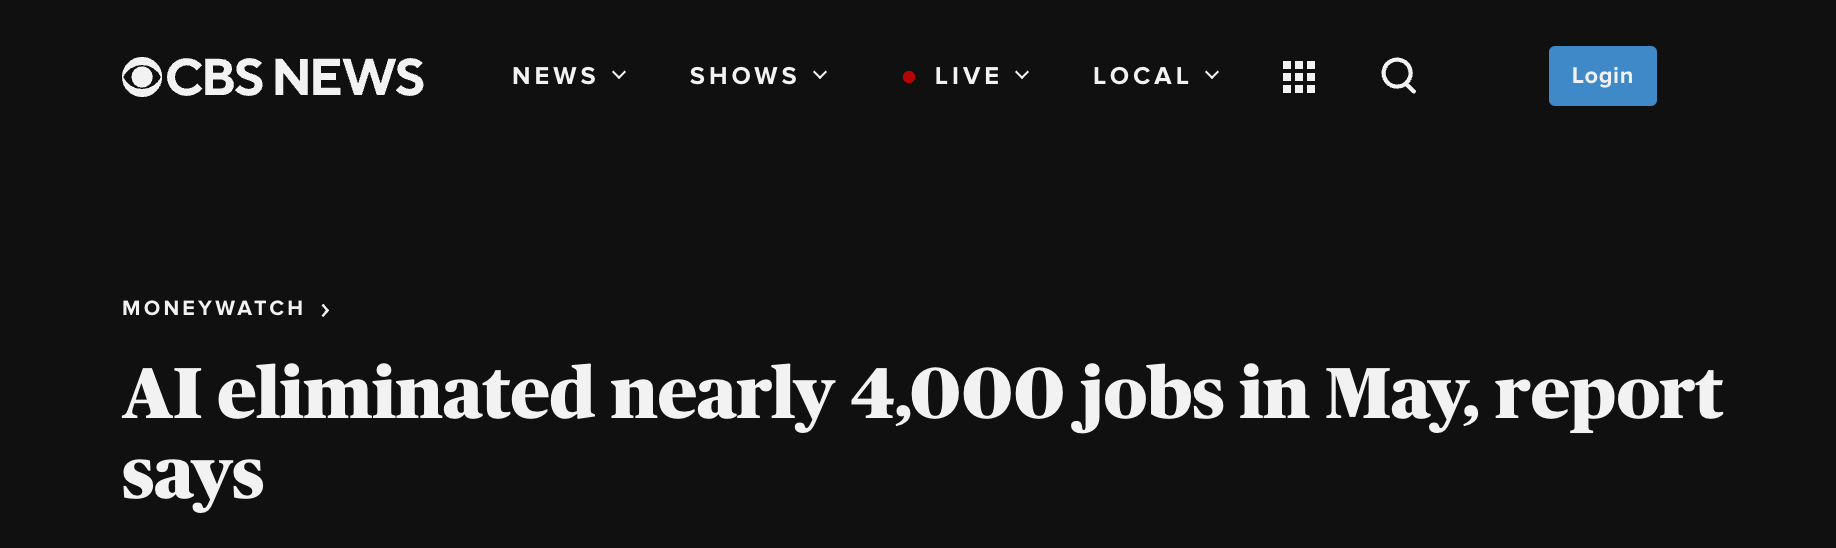 CBS NEWS NEWS SHOWS LIVE LOCAL Login
MONEYWATCH
AI eliminated nearly 4,000 jobs in May, report
says